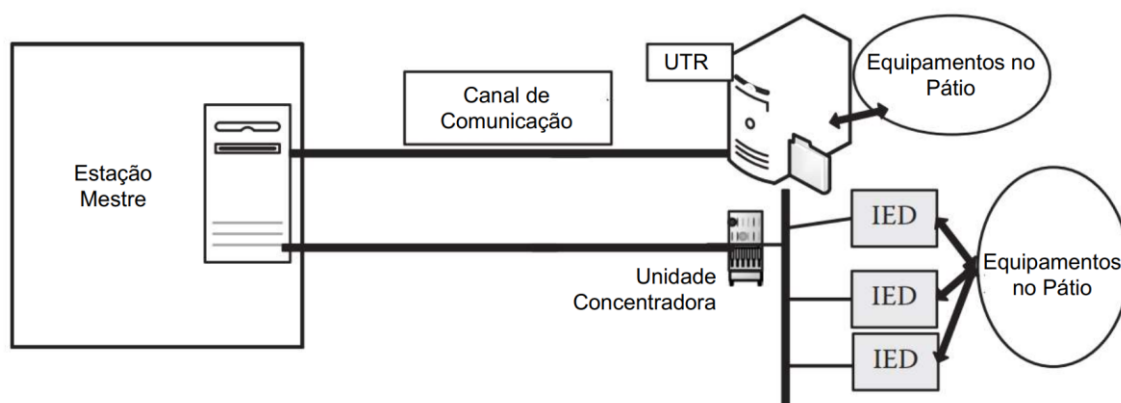 UTR
Equipamentos no
Pátio
Canal de
Comunicação
Estação
Mestre
IED
Unidade
Concentradora
Equipamentos
no Pátio
IED
IED